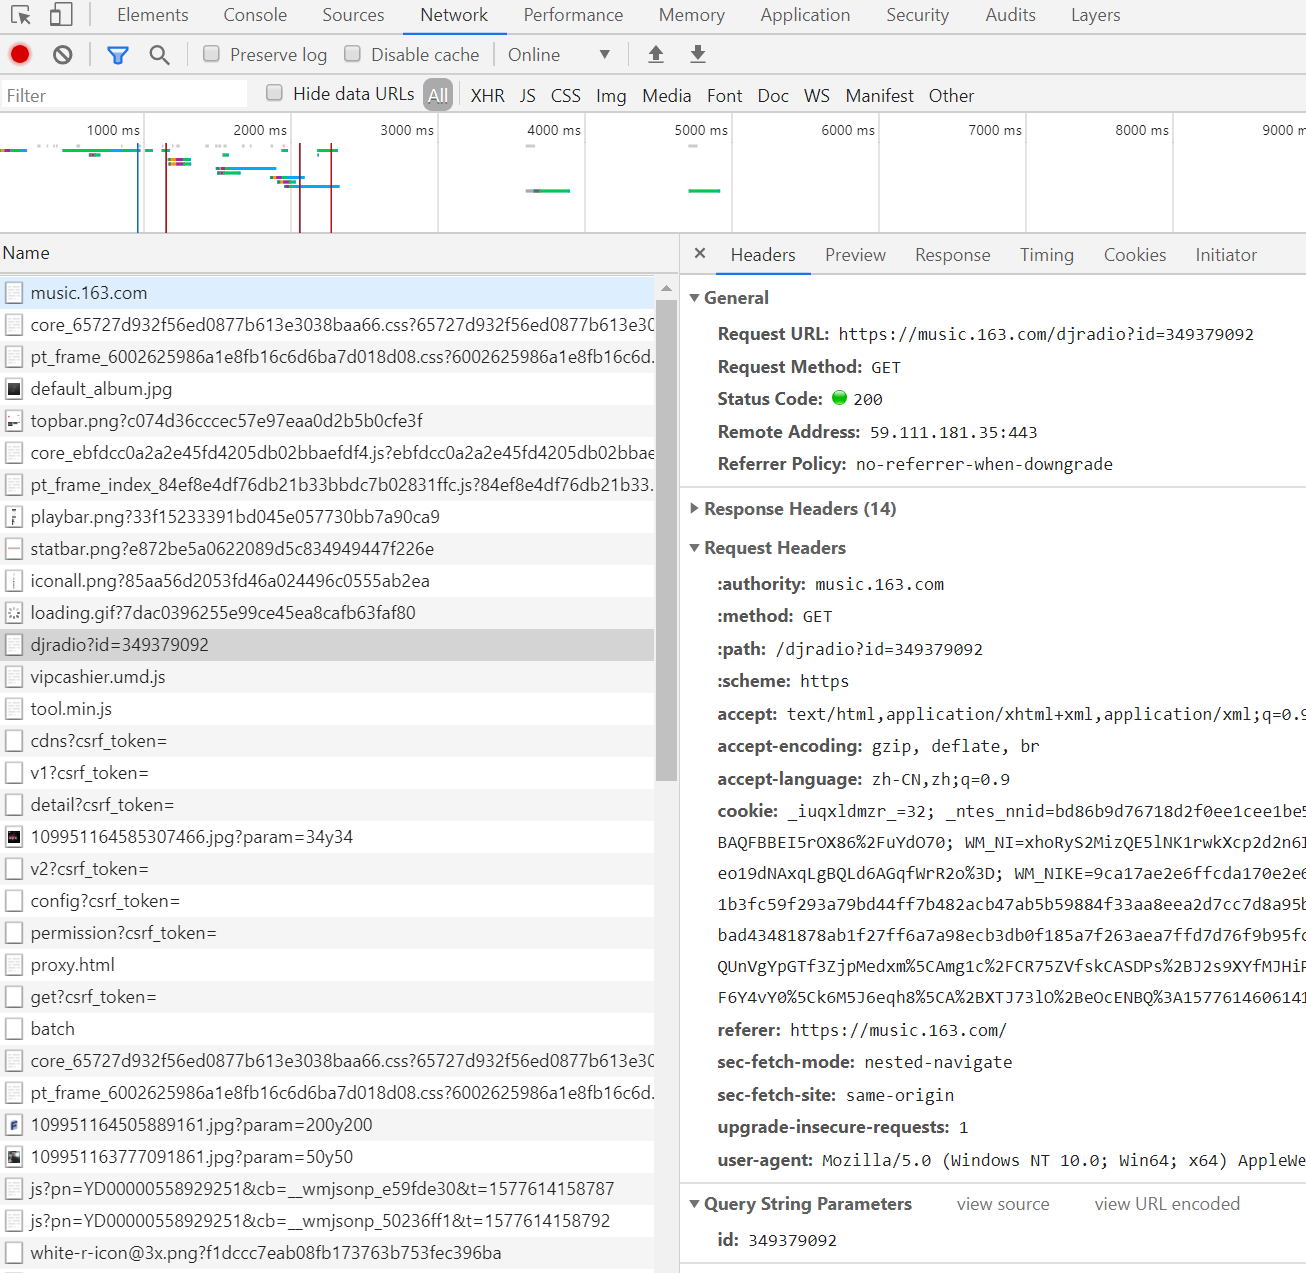 Elements Console Sources Network Performance Memory Application Security Audits Layers
Preserve log Disable cache Online
Filter Hide data URLs All XHR JS CSS Img Media Font Doc WS Manifest Other
1000 ms 2000 ms 3000 ms 4000 ms 5000 ms 6000 ms 7000 ms 8000 ms 9000 m
Name
music.163.com
core_65727d932f56ed0877b613e3038baa66.css?65727d932f56ed0877b613e30
pt_frame_6002625986a1e8fb16c6d6ba7d018d08.css?6002625986a1e8fb16c6d.
default_album.jpg
topbar.png?c074d36cccec57e97eaa0d2b5b0cfe3f
core_ebfdcc0a2a2e45fd4205db02bbaefdf4.js?ebfdcc0a2a2e45fd4205db02bbae
pt_frame_index_84ef8e4df76db21b33bbdc7b02831ffc.js?84ef8e4df76db21b33.
playbar.png?33f15233391bd045e057730bb7a90ca9
statbar.png?e872be5a0622089d5c834949447f226e
iconall.png?85aa56d2053fd46a024496c0555ab2ea
loading.gif?7dac0396255e99ce45ea8cafb63faf80
djradio?id=349379092
vipcashier.umd.js
tool.min.js
cdns?csrf_token=
v1?csrf_token=
detail?csrf_token=
109951164585307466.jpg?param=34y34
v2?csrf_token=
config?csrf_token=
permission?csrf_token=
proxy.html
get?csrf_token=
batch
core_65727d932f56ed0877b613e3038baa66.css?65727d932f56ed0877b613e30
pt_frame_6002625986a1e8fb16c6d6ba7d018d08.css?6002625986a1e8fb16c6d.
109951164505889161.jpg?param=200y200
109951163777091861.jpg?param=50y50
js?pn=YD00000558929251&cb=__wmjsonp_e59fde30&t=1577614158787
js?pn=YD00000558929251&cb=__wmjsonp_50236ff1&t=1577614158792
white-r-icon@3x.png?f1dccc7eab08fb173763b753fec396ba
Headers Preview Response Timing Cookies Initiator
General
Request URL: https://music.163.com/djradio?id=349379092
Request Method: GET
Status Code: 200
Remote Address: 59.111.181.35:443
Referrer Policy: no-referrer-when-downgrade
Response Headers (14)
Request Headers
:authority: music.163.com
:method: GET
:path: /djradio?id=349379092
:scheme: https
accept: text/html,application/xhtml+xml,application/xml;q=0.9
accept-encoding: gzip, deflate, br
accept-language: zh-CN,zh;q=0.9
cookie: _iuqxldmzr_=32; _ntes_nnid=bd86b9d76718d2f0ee1cee1be5
BAQFBBEI5rOX86%2FuYdO70; WM_NI=xhoRyS2MizQE5lNK1rwkXcp2d2n6I
eo19dNAxqLgBQLd6AGqfWrR2o%3D; WM_NIKE=9ca17ae2e6ffcda170e2e6
1b3fc59f293a79bd44ff7b482acb47ab5b59884f33aa8eea2d7cc7d8a95b
bad43481878ab1f27ff6a7a98ecb3db0f185a7f263aea7ffd7d76f9b95fc
QUnVgYpGTf3ZjpMedxm%5CAmg1c%2FCR75ZVfskCASDPs%2BJ2s9XYfMJHiP
F6Y4vY0%5Ck6M5J6eqh8%5CA%2BXTJ73lO%2BeOcENBQ%3A1577614606141
referer: https://music.163.com/
sec-fetch-mode: nested-navigate
sec-fetch-site: same-origin
upgrade-insecure-requests: 1
user-agent: Mozilla/5.0 (Windows NT 10.0; Win64; x64) AppleWe
Query String Parameters view source view URL encoded
id: 349379092